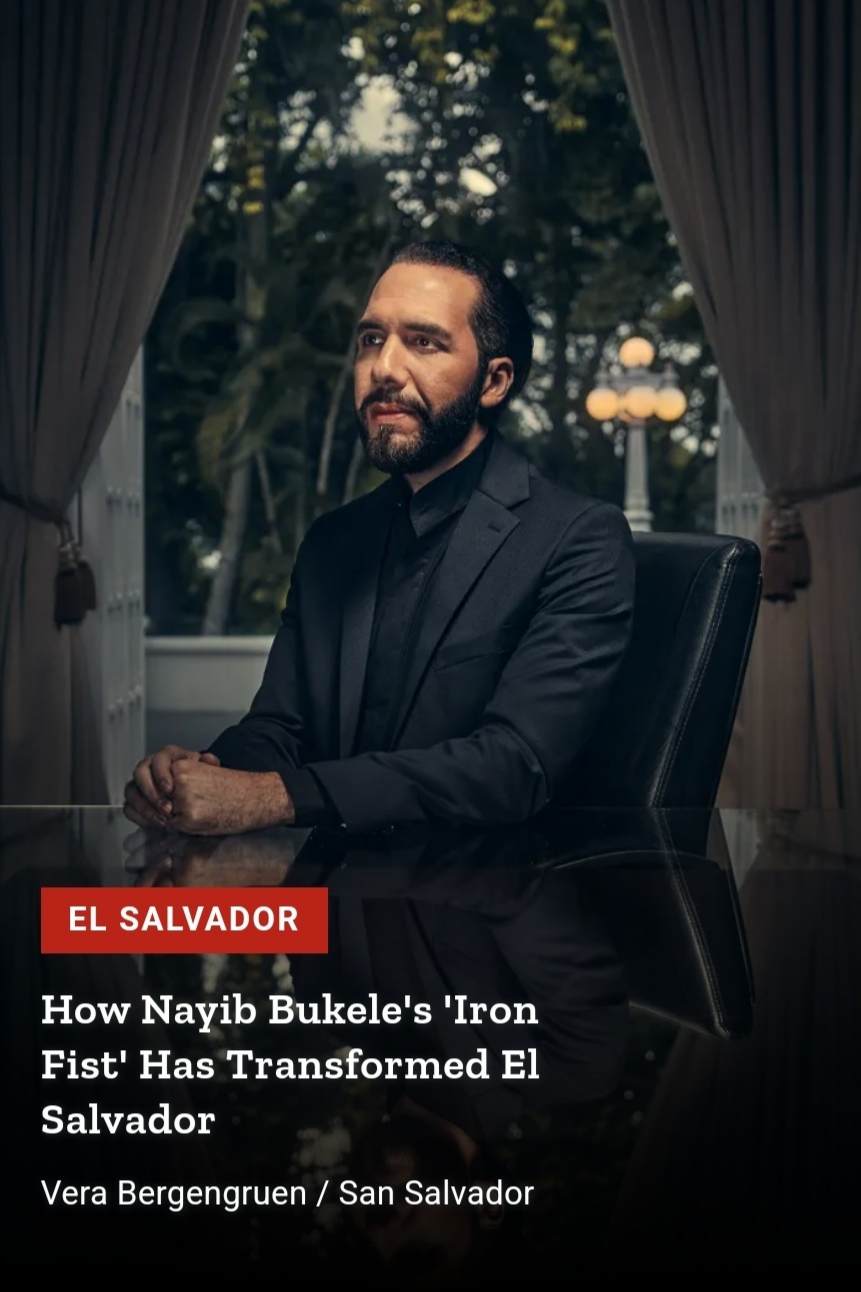 EL SALVADOR
How Nayib Bukele's 'Iron
Fist' Has Transformed El
Salvador
Vera Bergengruen / San Salvador